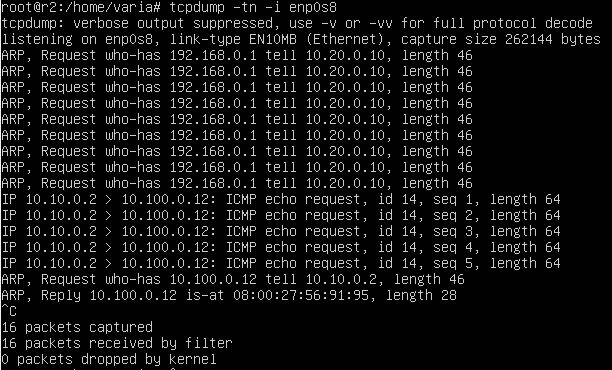 root@r2:/home/varia# tcpdump -tn -i enp0s8
tcpdump: verbose output suppressed, use -v or -vv for full protocol decode
listening on enp0s8, link-type EN10MB (Ethernet), capture size 262144 bytes
ARP, Request who-has 192.168.0.1 tell 10.20.0.10, length 46
ARP, Request who-has 192.168.0.1 tell 10.20.0.10, length 46
ARP, Request who-has 192.168.0.1 tell 10.20.0.10, length 46
ARP, Request who-has 192.168.0.1 tell 10.20.0.10, length 46
ARP, Request who-has 192.168.0.1 tell 10.20.0.10, length 46
ARP, Request who-has 192.168.0.1 tell 10.20.0.10, length 46
ARP, Request who-has 192.168.0.1 tell 10.20.0.10, length 46
ARP, Request who-has 192.168.0.1 tell 10.20.0.10, length 46
ARP, Request who-has 192.168.0.1 tell 10.20.0.10, length 46
IP 10.10.0.2 > 10.100.0.12: ICMP echo request, id 14, seq 1, length 64
IP 10.10.0.2 > 10.100.0.12: ICMP echo request, id 14, seq 2, length 64
IP 10.10.0.2 > 10.100.0.12: ICMP echo request, id 14, seq 3, length 64
IP 10.10.0.2 > 10.100.0.12: ICMP echo request, id 14, seq 4, length 64
IP 10.10.0.2 > 10.100.0.12: ICMP echo request, id 14, seq 5, length 64
ARP, Request who-has 10.100.0.12 tell 10.10.0.2, length 46
ARP, Reply 10.100.0.12 is-at 08:00:27:56:91:95, length 28
^C
16 packets captured
16 packets received by filter
0 packets dropped by kernel